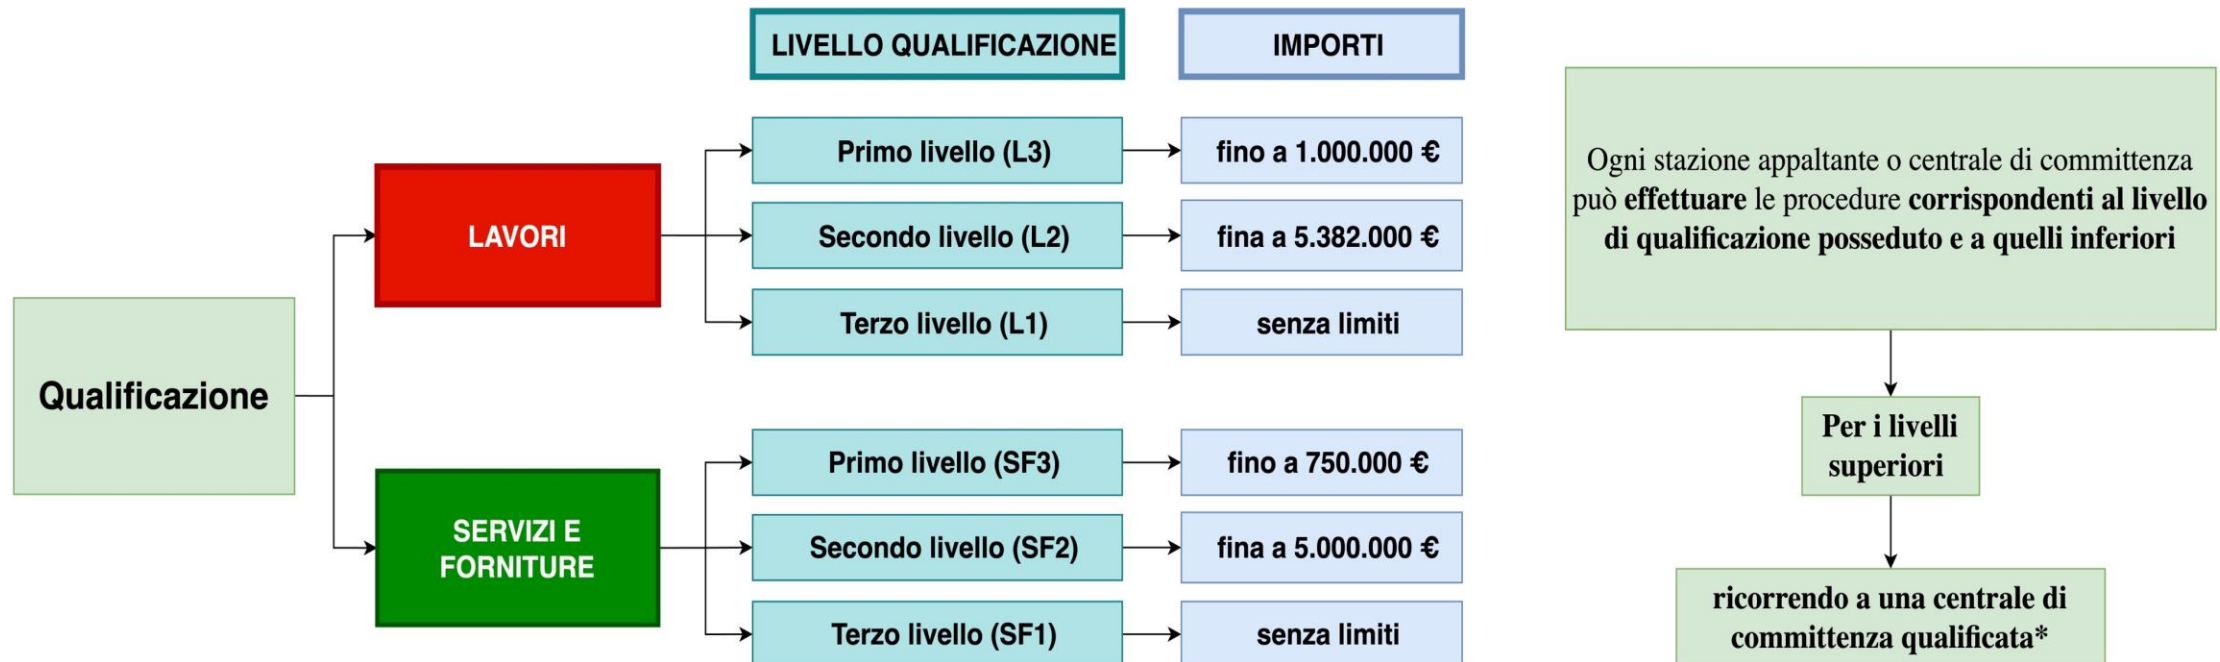 LIVELLO QUALIFICAZIONE
IMPORTI
Qualificazione
LAVORI
Primo livello (L3)
fino a 1.000.000 €
Secondo livello (L2)
fina a 5.382.000 €
Terzo livello (L1)
senza limiti
SERVIZI E
FORNITURE
Primo livello (SF3)
fino a 750.000 €
Secondo livello (SF2)
fina a 5.000.000 €
Terzo livello (SF1)
senza limiti
Ogni stazione appaltante o centrale di committenza
può effettuare le procedure corrispondenti al livello
di qualificazione posseduto e a quelli inferiori
Per i livelli
superiori
ricorrendo a una centrale di
committenza qualificata*